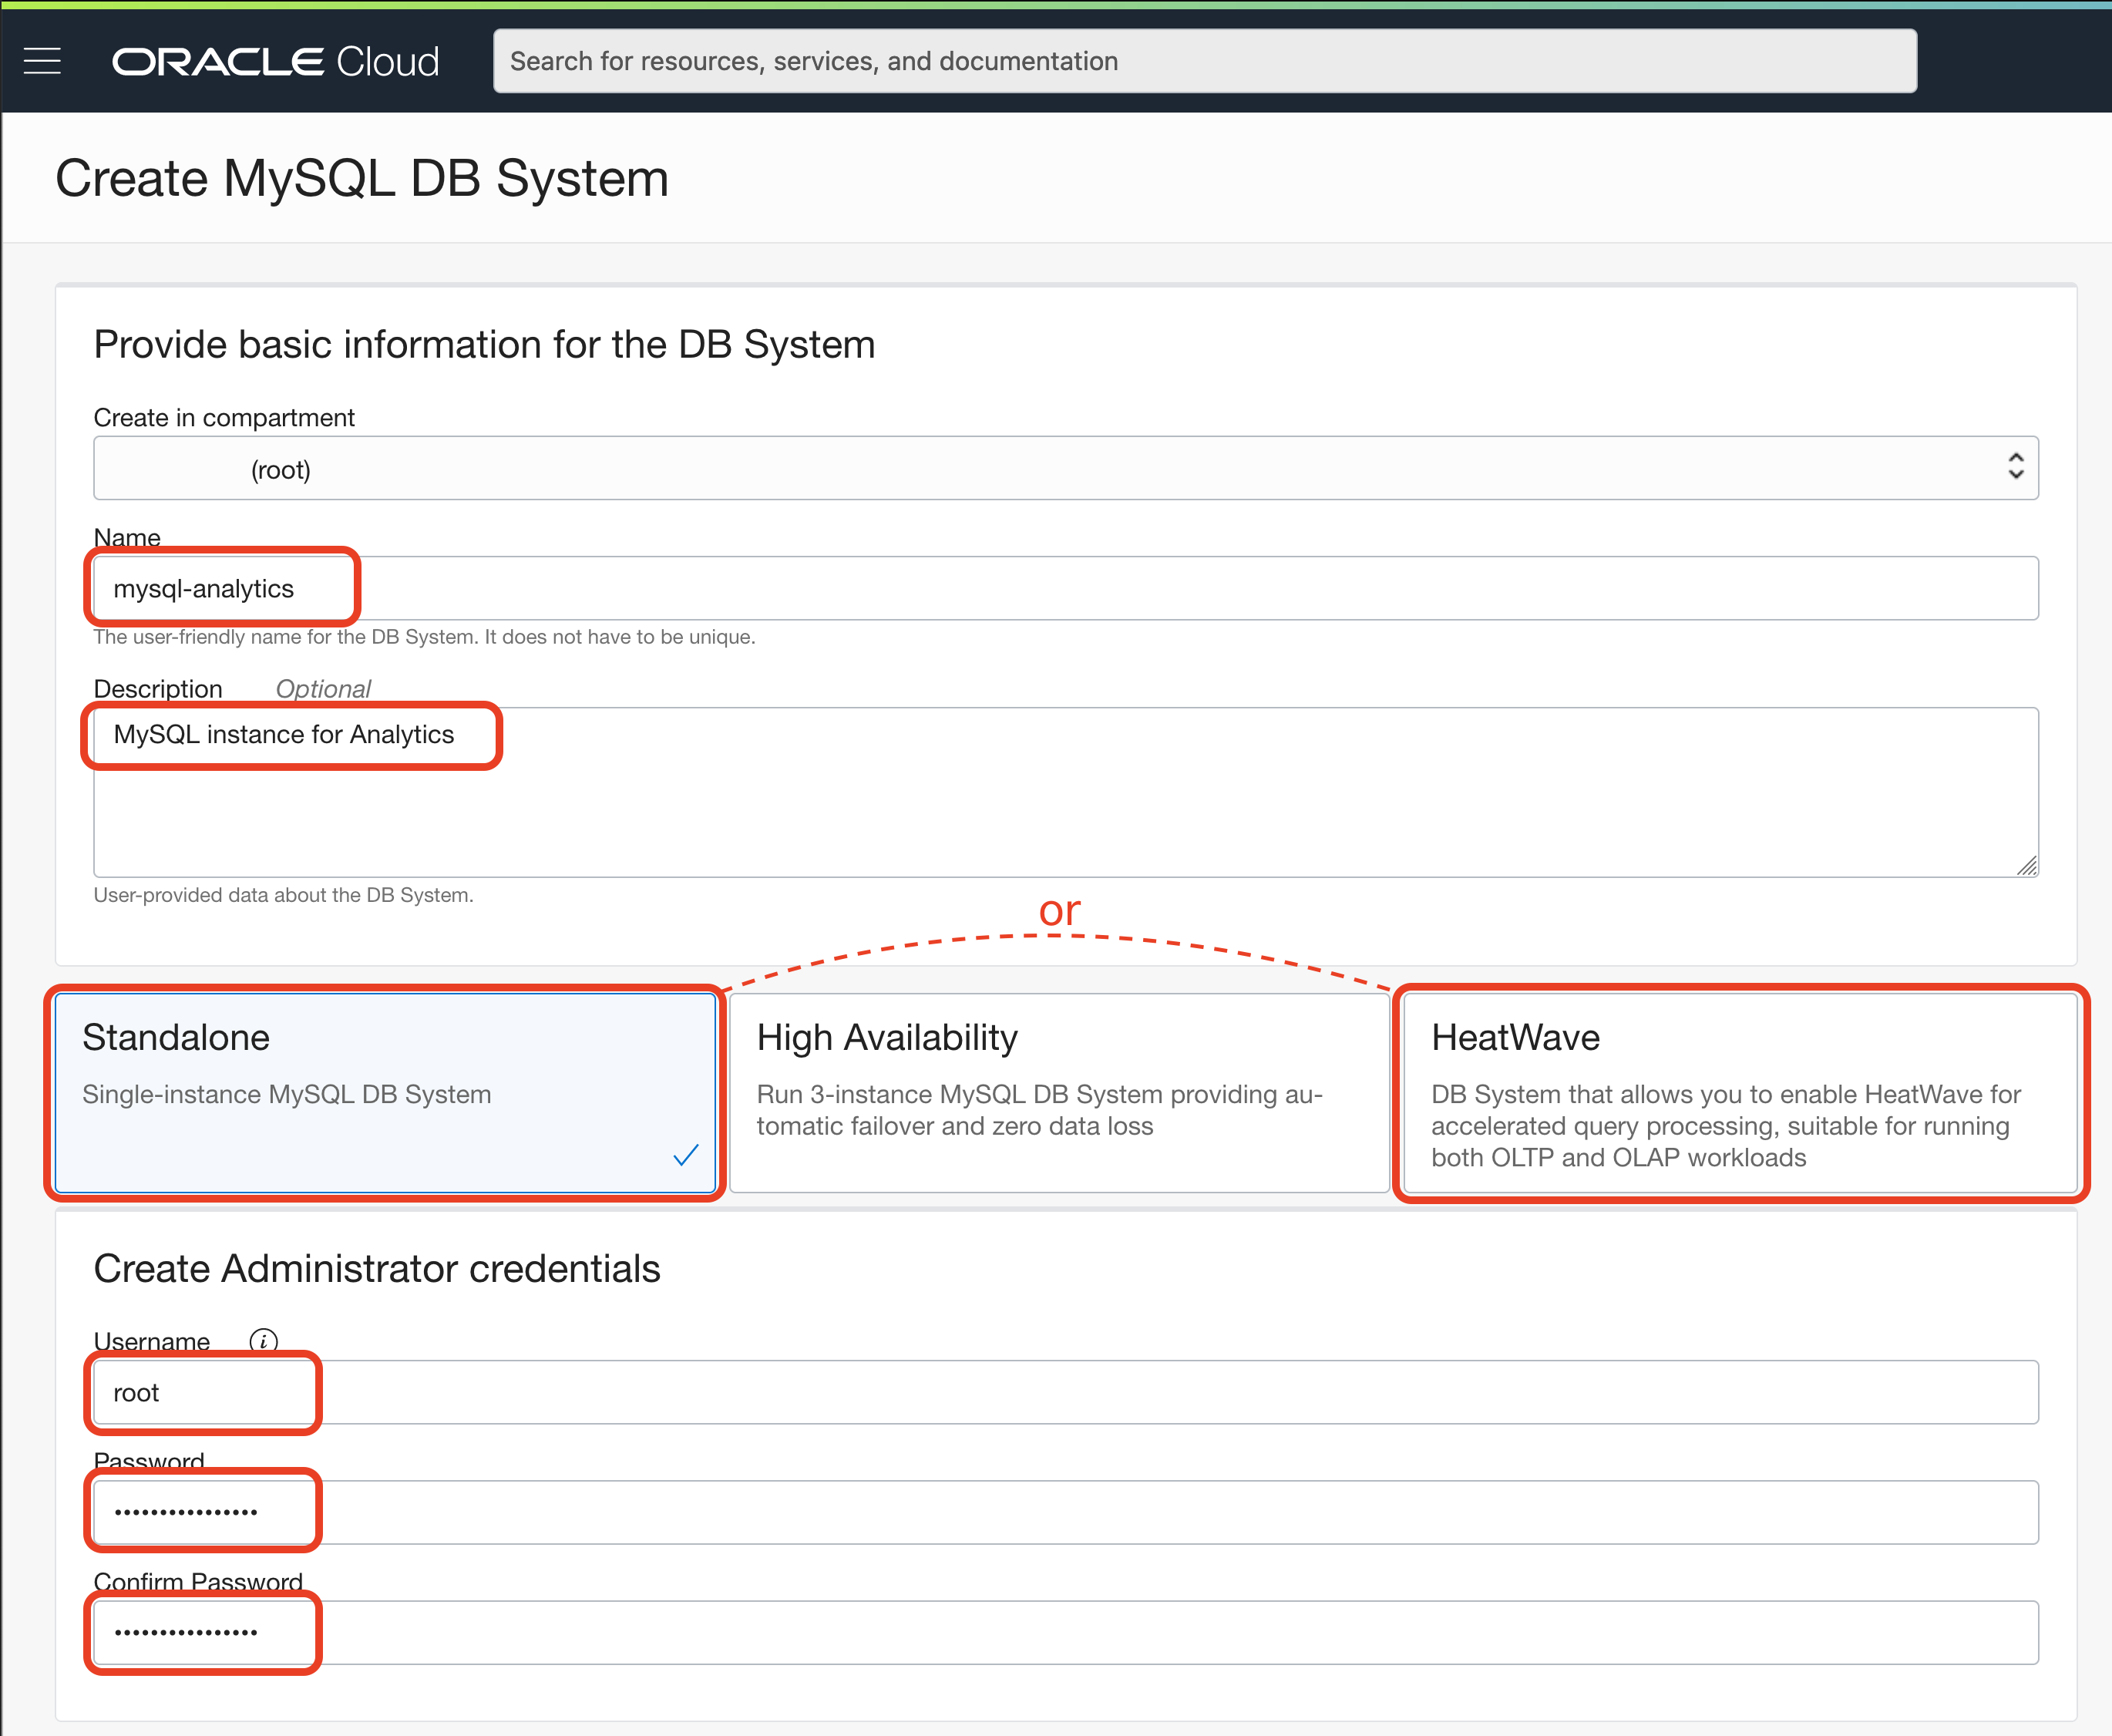 ORACLE Cloud
Search for resources, services, and documentation
Create MySQL DB System
Provide basic information for the DB System
Create in compartment
(root)
Name
mysql-analytics
The user-friendly name for the DB System. It does not have to be unique.
Description Optional
MySQL instance for Analytics
User-provided data about the DB System.
or
Standalone
Single-instance MySQL DB System
High Availability
Run 3-instance MySQL DB System providing au-
tomatic failover and zero data loss
HeatWave
DB System that allows you to enable HeatWave for
accelerated query processing, suitable for running
both OLTP and OLAP workloads
Create Administrator credentials
Username i
root
Password
••••••••••••••••
Confirm Password
••••••••••••••••